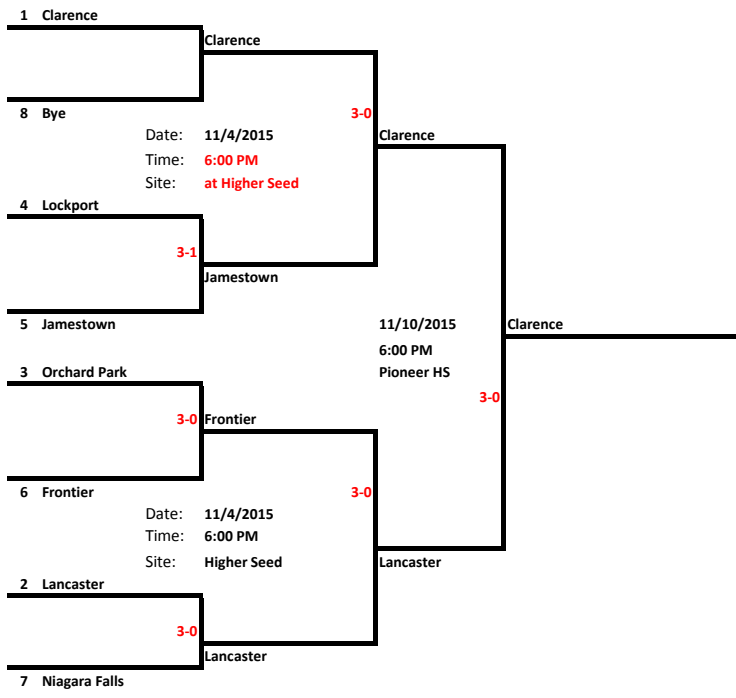 1 Clarence
Clarence
8 Bye
3-0
Date: 11/4/2015
Clarence
Time: 6:00 PM
Site: at Higher Seed
4 Lockport
3-1
Jamestown
5 Jamestown
11/10/2015
Clarence
6:00 PM
3 Orchard Park
Pioneer HS
3-0
3-0 Frontier
6 Frontier
3-0
Date: 11/4/2015
Time: 6:00 PM
Site: Higher Seed
Lancaster
2 Lancaster
3-0
Lancaster
7 Niagara Falls